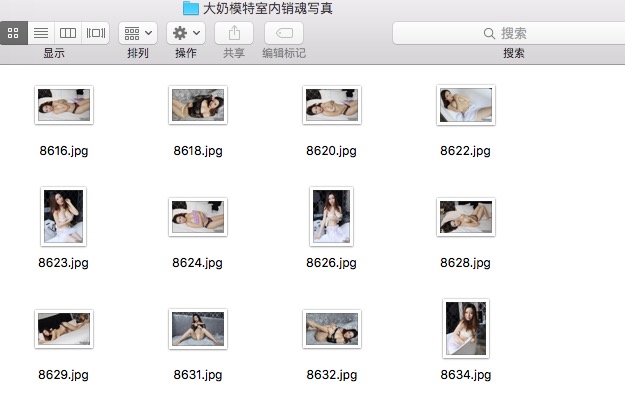 大奶模特室内销魂写真
搜索
显示 排列 操作 共享 编辑标记 搜索
8616.jpg 8618.jpg 8620.jpg 8622.jpg
8623.jpg 8624.jpg 8626.jpg 8628.jpg
8629.jpg 8631.jpg 8632.jpg 8634.jpg